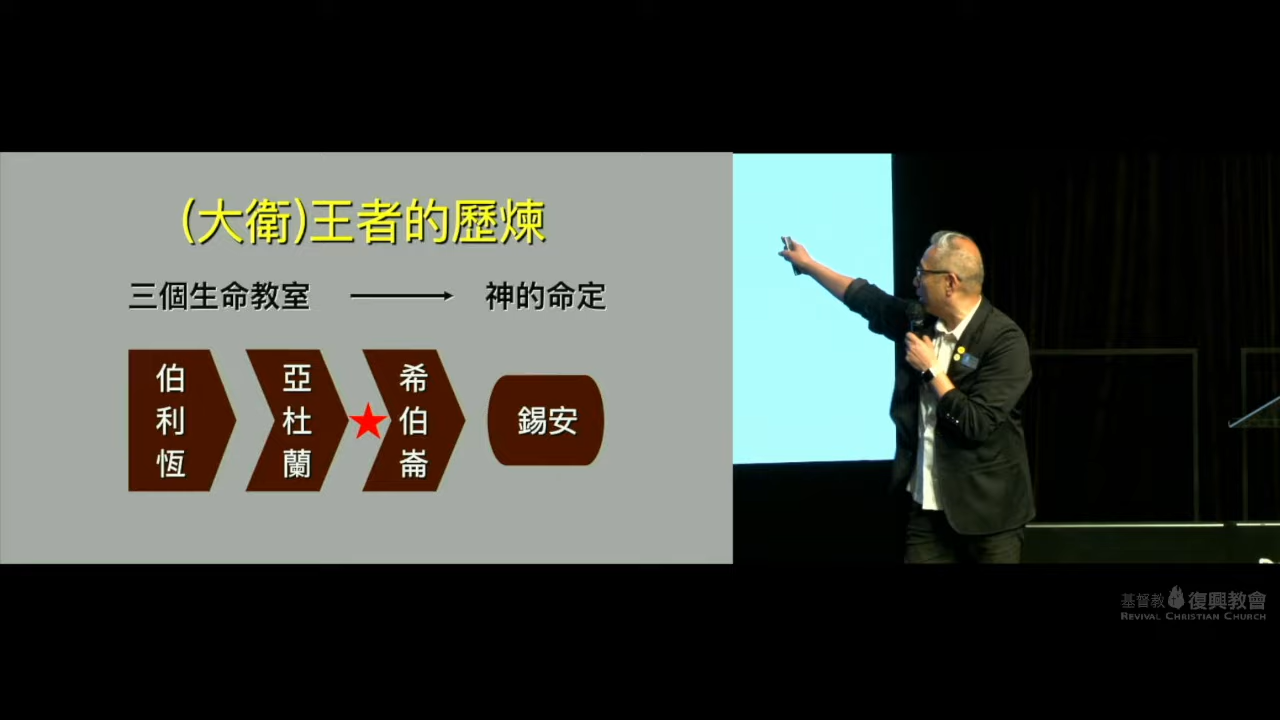 (大衛)王者的歷煉
三個生命教室
神的命定
伯利恆
亞杜蘭
希伯崙
錫安
基督教 復興教會
REVIVAL CHRISTIAN CHURCH